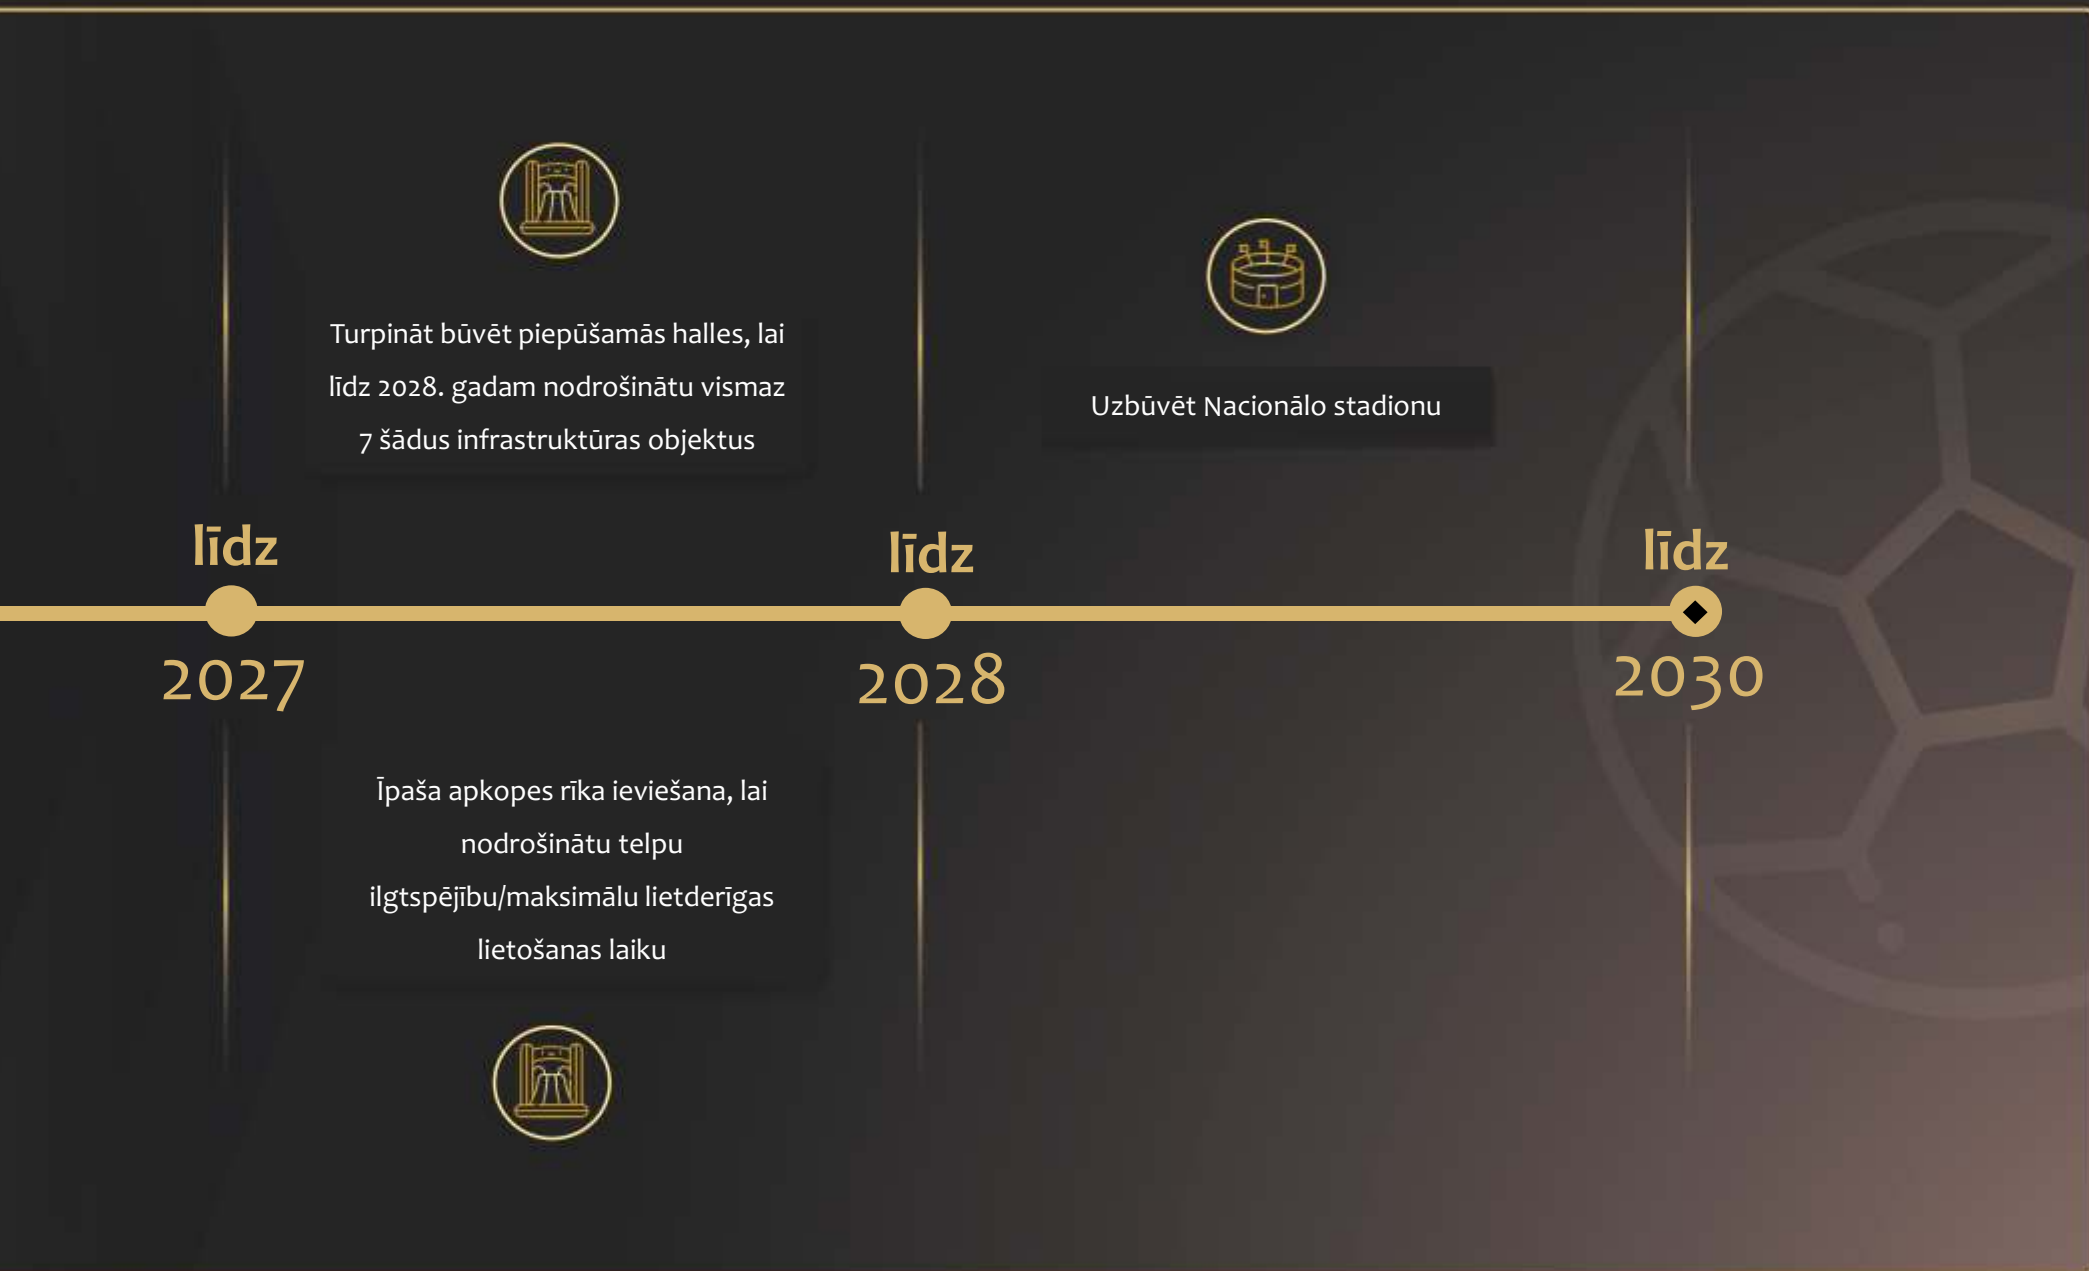 Turpināt būvēt piepūšamās halles, lai
līdz 2028. gadam nodrošinātu vismaz
7 šādus infrastruktūras objektus
Uzbūvēt Nacionālo stadionu
līdz
2027
līdz
2028
līdz
2030
Īpaša apkopes rīka ieviešana, lai
nodrošinātu telpu
ilgtspējību/maksimālu lietderīgas
lietošanas laiku